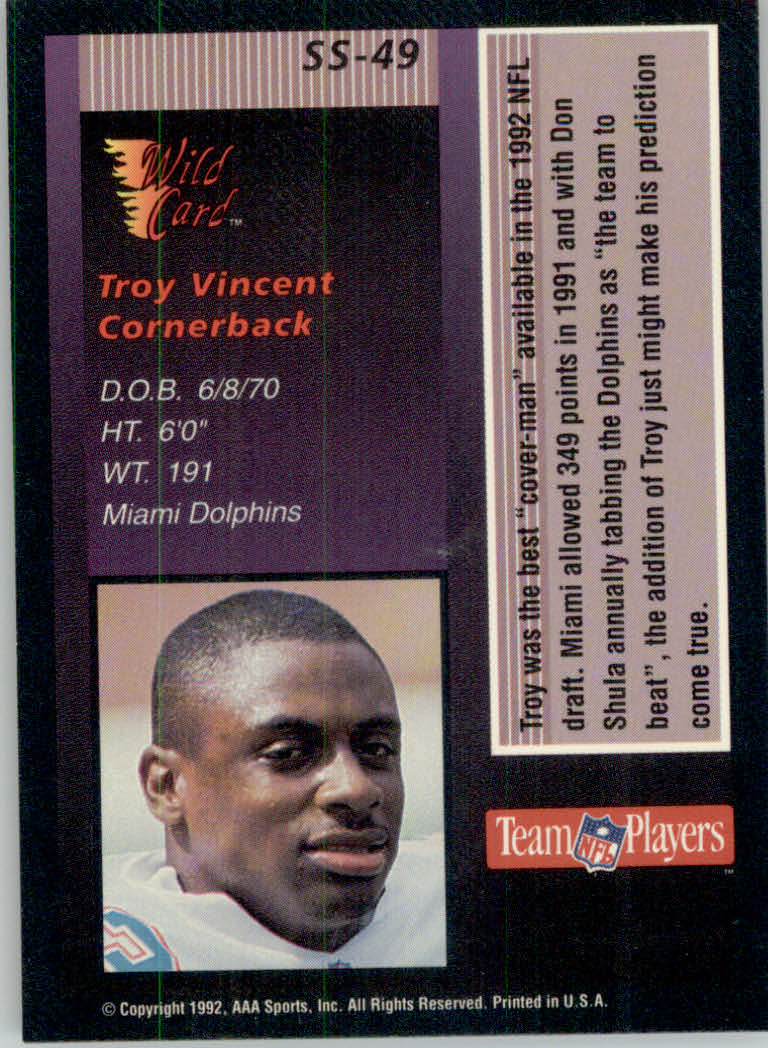 SS-49
Wild
Card™
Troy Vincent
Cornerback
D.O.B. 6/8/70
HT. 6'0"
WT. 191
Miami Dolphins
Troy was the best "cover-man" available in the 1992 NFL
draft. Miami allowed 349 points in 1991 and with Don
Shula annually tabbing the Dolphins as "the team to
beat", the addition of Troy just might make his prediction
come true.
Team NFL Players™
© Copyright 1992, AAA Sports, Inc. All Rights Reserved. Printed in U.S.A.